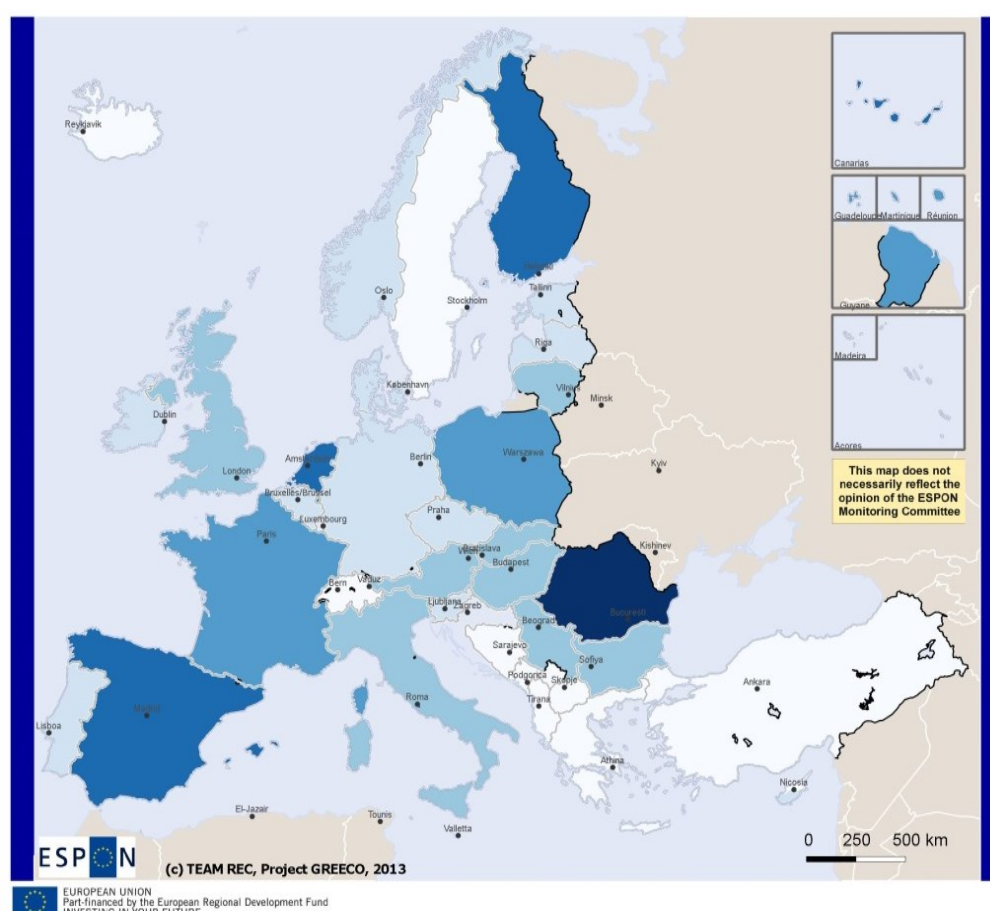 Reykjavik
Canarias
Guadeloupe
Martinique
Réunion
Guyane
Madeira
Acores
This map does not
necessarily reflect the
opinion of the ESPON
Monitoring Committee
Oslo
Stockholm
Tallinn
Riga
København
Vilnius
Minsk
Dublin
London
Berlin
Warszawa
Kyiv
Bruxelles/Brussel
Luxembourg
Praha
Paris
Kishinev
Bratislava
Budapest
Bern
Vaduz
Ljubljana
Zagreb
Bucuresti
Beograd
Sarajevo
Sofiya
Podgorica
Skopje
Tirana
Ankara
Roma
Madrid
Lisboa
Athina
Nicosia
El-Jazair
Tounis
Valletta
0 250 500 km
ESPON
(c) TEAM REC, Project GREECO, 2013
EUROPEAN UNION
Part-financed by the European Regional Development Fund
INVESTING IN YOUR FUTURE